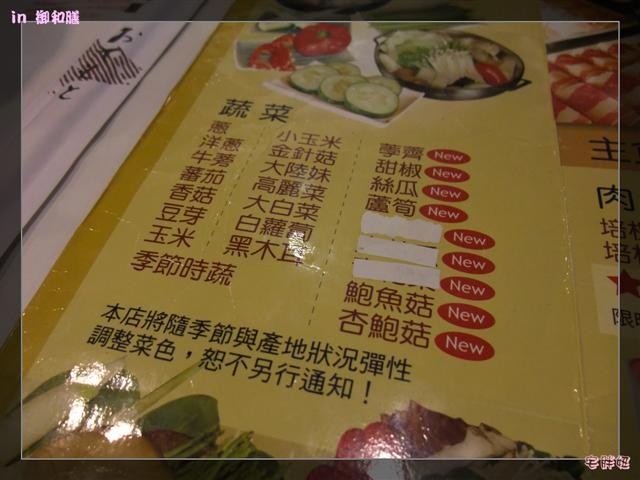 in 御和膳
蔬菜
蔥
洋蔥
牛蒡
蕃茄
香菇
豆芽
玉米
季節時蔬
小玉米
金針菇
大陸妹
高麗菜
大白菜
白蘿蔔
黑木耳
荸薺 New
甜椒 New
絲瓜 New
蘆筍 New
New
New
New
鮑魚菇 New
杏鮑菇 New
本店將隨季節與產地狀況彈性
調整菜色，恕不另行通知！
主
肉
培
培
限
宅胖妞